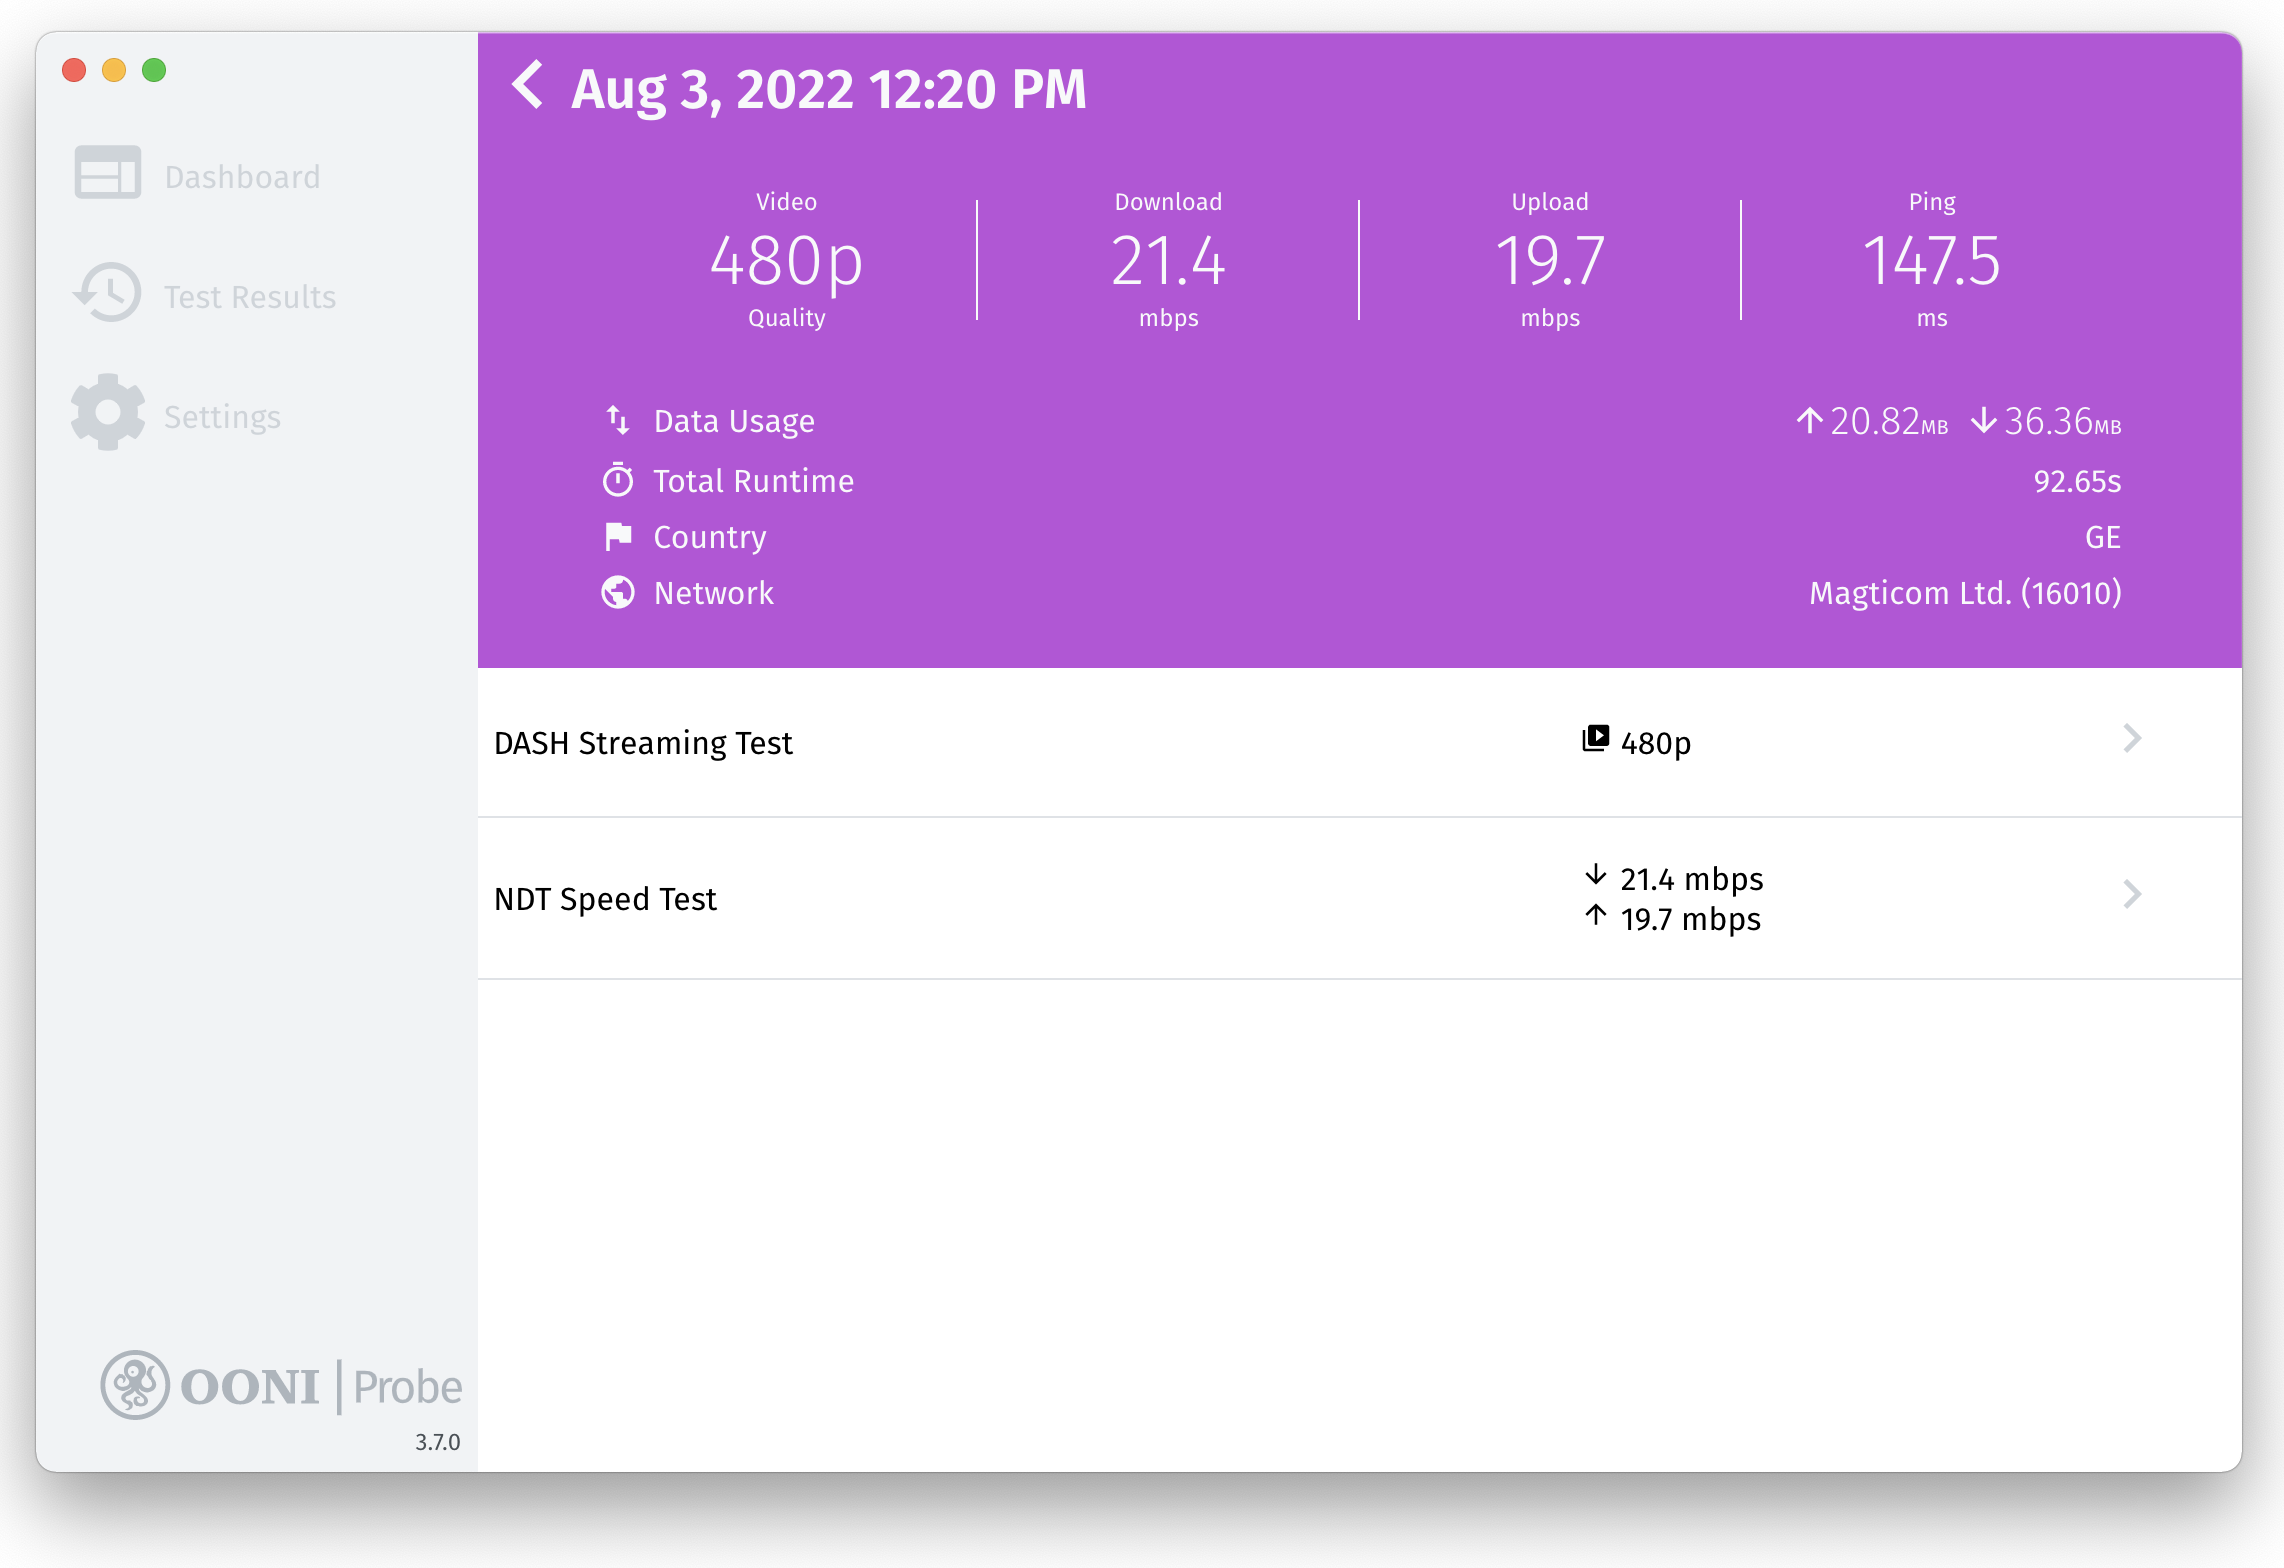 Aug 3, 2022 12:20 PM
Dashboard
Test Results
Settings
Video
480p
Quality
Download
21.4
mbps
Upload
19.7
mbps
Ping
147.5
ms
Data Usage 20.82MB 36.36MB
Total Runtime 92.65s
Country GE
Network Magticom Ltd. (16010)
DASH Streaming Test 480p
NDT Speed Test 21.4 mbps
19.7 mbps
OONI | Probe
3.7.0